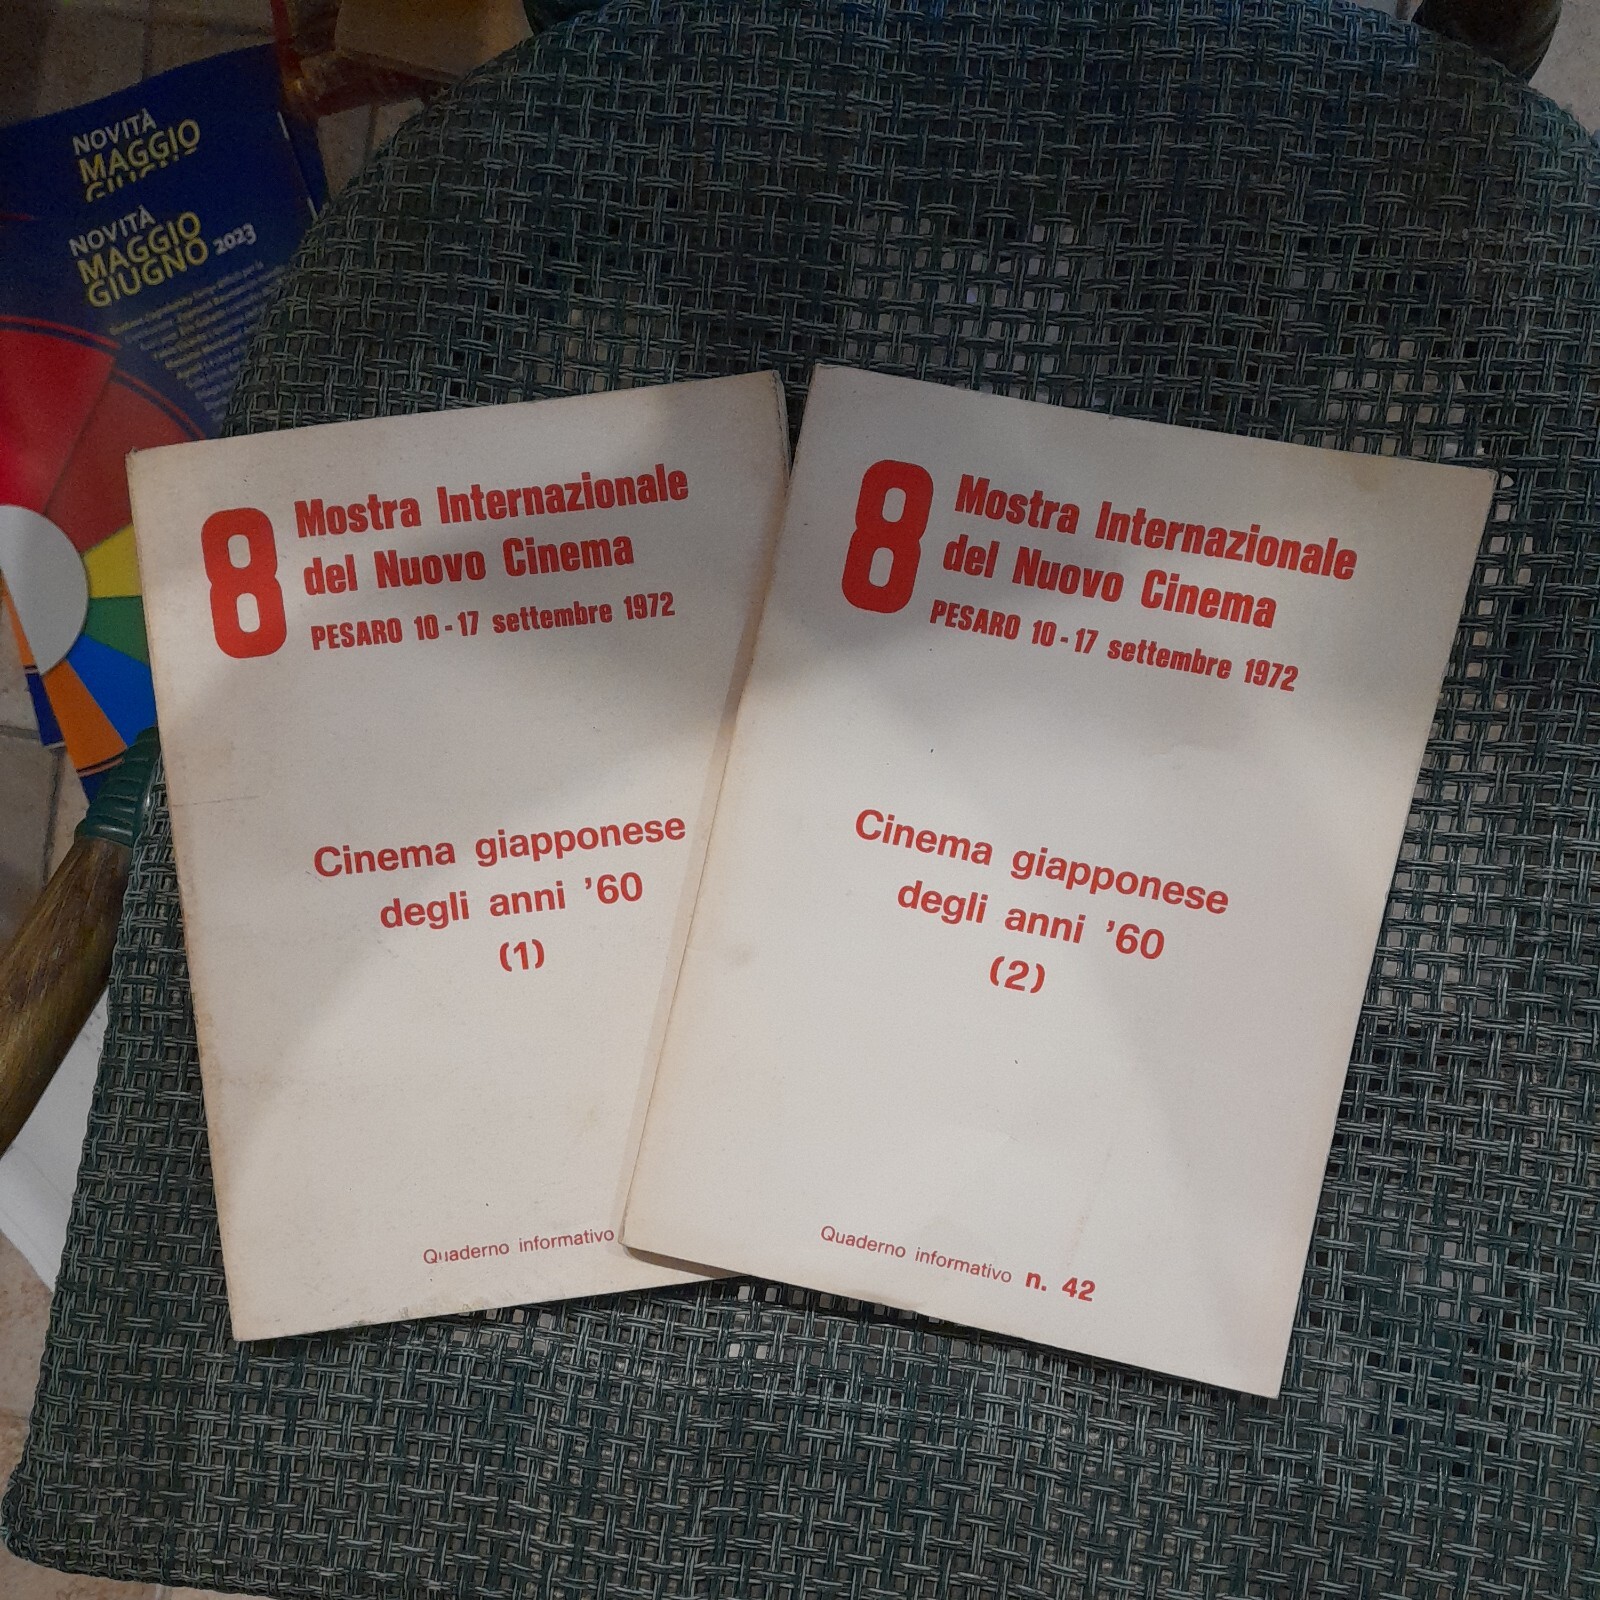 NOVITÀ
MAGGIO
NOVITÀ
MAGGIO
GIUGNO 2023
8
Mostra Internazionale
del Nuovo Cinema
PESARO 10-17 settembre 1972
Cinema giapponese
degli anni ’60
(1)
Quaderno informativo
8
Mostra Internazionale
del Nuovo Cinema
PESARO 10-17 settembre 1972
Cinema giapponese
degli anni ’60
(2)
Quaderno informativo n. 42